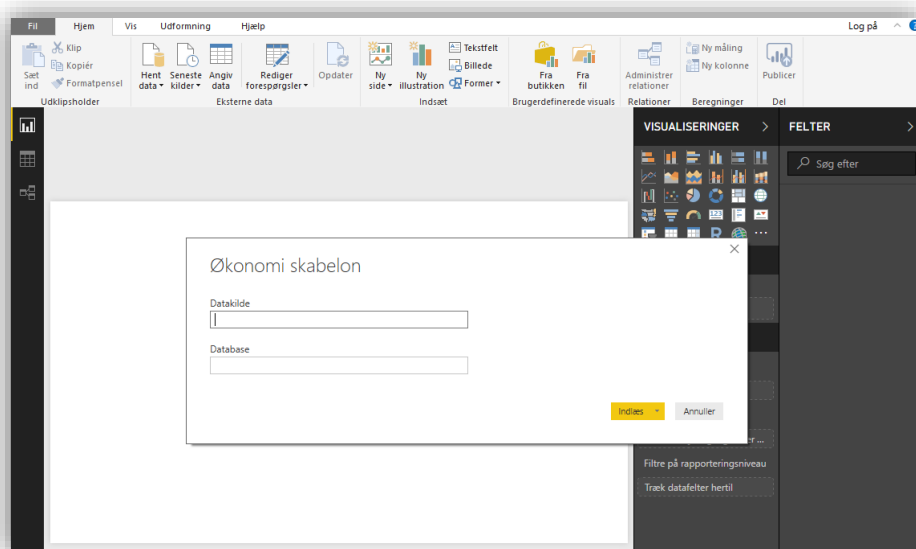 Fil Hjem Vis Udformning Hjælp Log på
Sæt ind
Klip
Kopiér
Formatpensel
Hent data
Seneste kilder
Angiv data
Rediger forespørgsler
Opdater
Ny side
Ny illustration
Tekstfelt
Billede
Former
Fra butikken
Fra fil
Administrer relationer
Ny måling
Ny kolonne
Publicer
Udklipsholder Eksterne data Indsæt Brugerdefinerede visuals Relationer Beregninger Del
VISUALISERINGER FELTER
Søg efter
123
R
Økonomi skabelon
Datakilde
Database
Indlæs Annuller
Filtre på rapporteringsniveau
Træk datafelter hertil